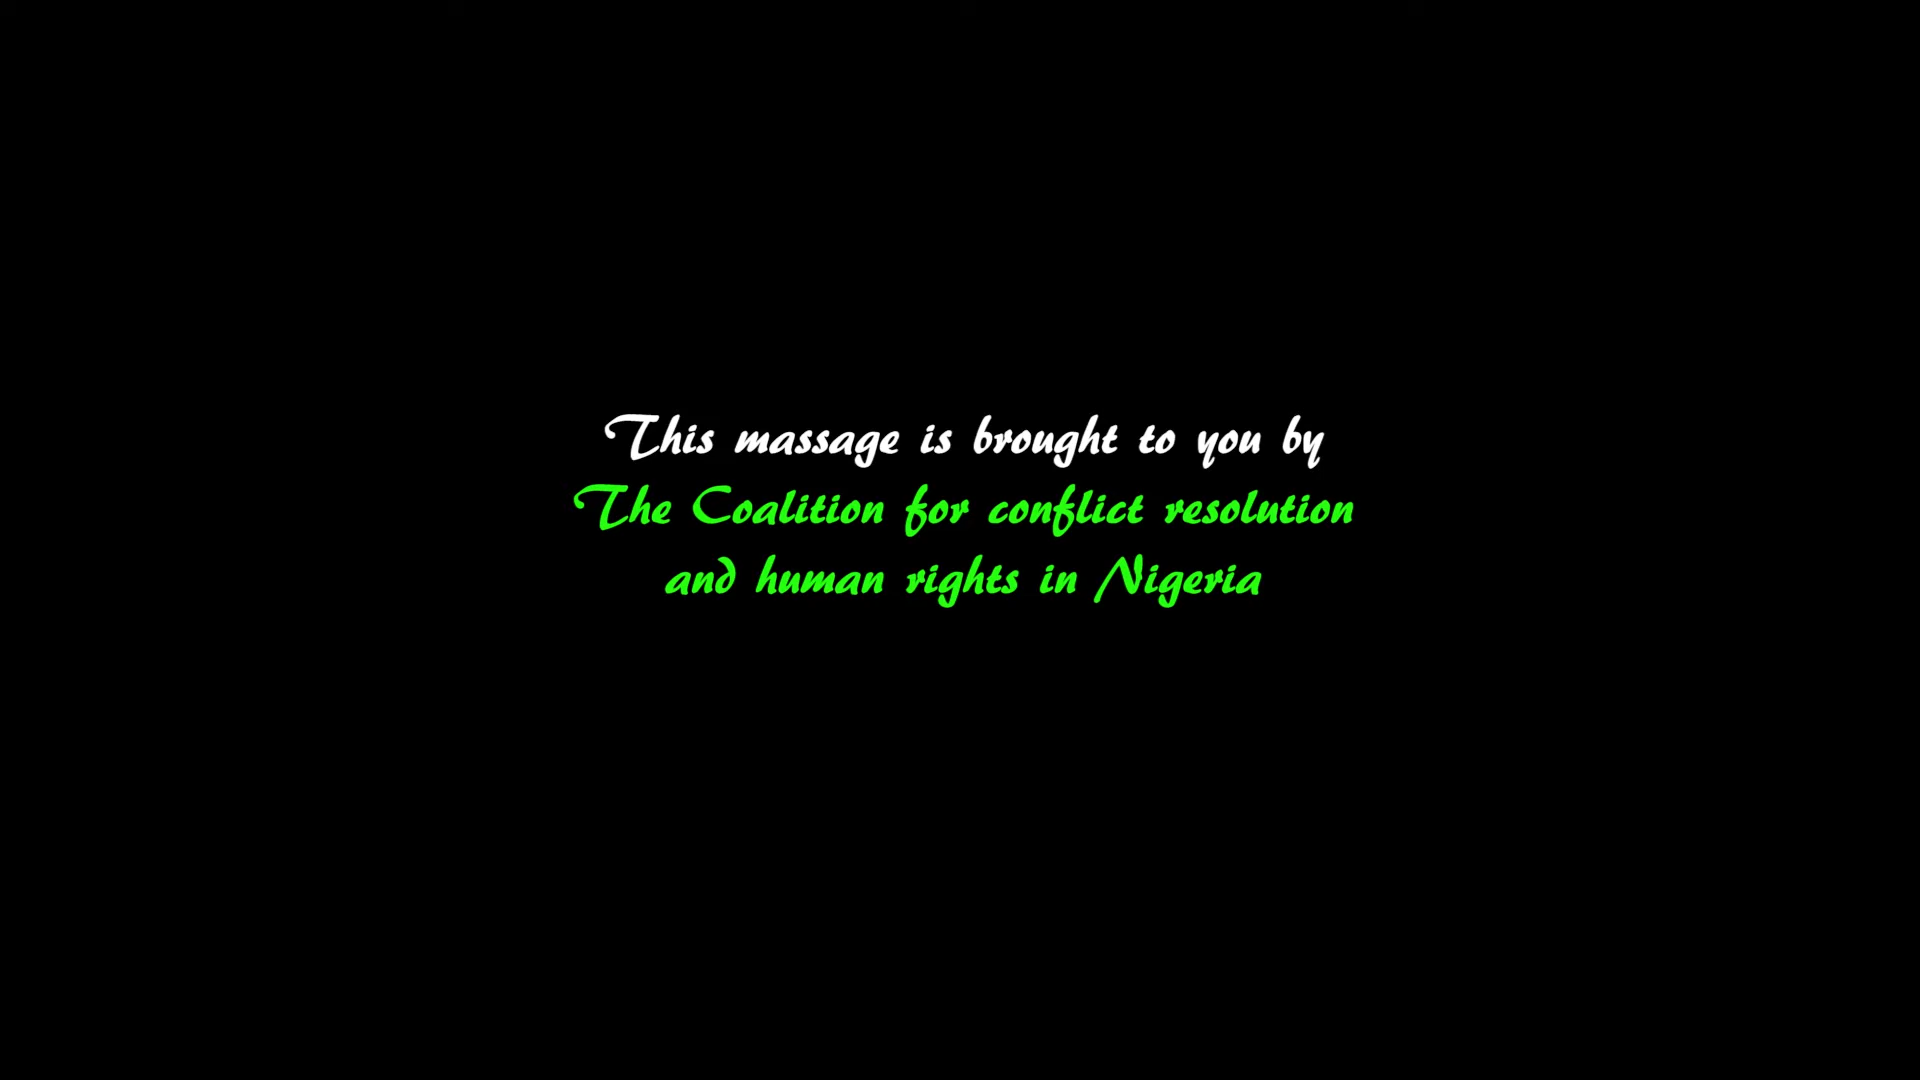 This massage is brought to you by
The Coalition for conflict resolution
and human rights in Nigeria